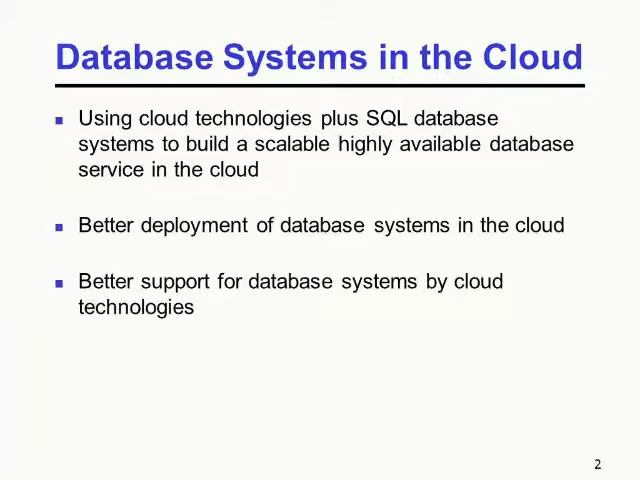 Database Systems in the Cloud
Using cloud technologies plus SQL database
systems to build a scalable highly available database
service in the cloud
Better deployment of database systems in the cloud
Better support for database systems by cloud
technologies
2